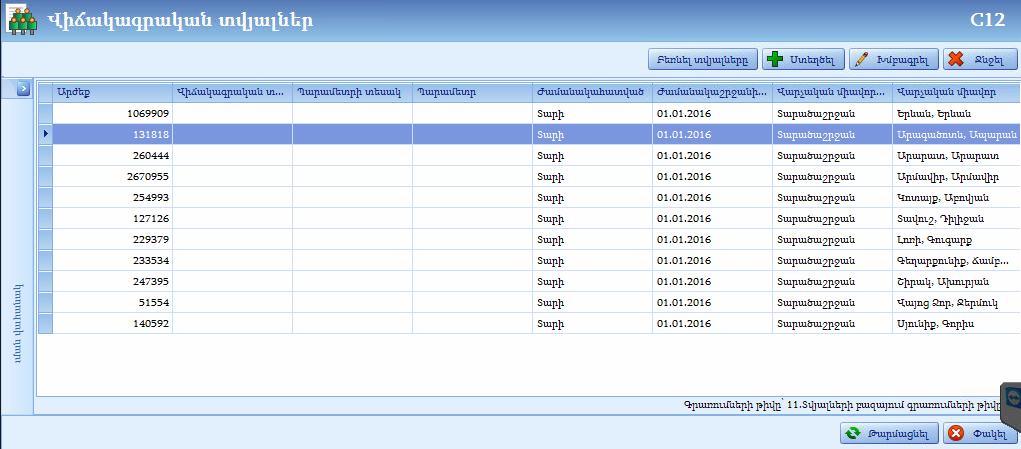 Վիճակագրական տվյալներ C12
Բեռնել տվյալները Ստեղծել Խմբագրել Ջնջել
Արժեք Վիճակագրական տ... Պարամետրի տեսակ Պարամետր Ժամանակահատված Ժամանակաշրջանի... Վարչական միավոր... Վարչական միավոր
1069909 Տարի 01.01.2016 Տարածաշրջան Երևան, Երևան
131818 Տարի 01.01.2016 Տարածաշրջան Արագածոտն, Ապարան
260444 Տարի 01.01.2016 Տարածաշրջան Արարատ, Արարատ
2670955 Տարի 01.01.2016 Տարածաշրջան Արմավիր, Արմավիր
254993 Տարի 01.01.2016 Տարածաշրջան Կոտայք, Աբովյան
127126 Տարի 01.01.2016 Տարածաշրջան Տավուշ, Դիլիջան
229379 Տարի 01.01.2016 Տարածաշրջան Լոռի, Գուգարք
233534 Տարի 01.01.2016 Տարածաշրջան Գեղարքունիք, Ճամբ...
247395 Տարի 01.01.2016 Տարածաշրջան Շիրակ, Ախուրյան
51554 Տարի 01.01.2016 Տարածաշրջան Վայոց Ձոր, Ջերմուկ
140592 Տարի 01.01.2016 Տարածաշրջան Սյունիք, Գորիս
Գրառումների թիվը՝ 11.Տվյալների բազայում գրառումների թիվը
Թարմացնել Փակել